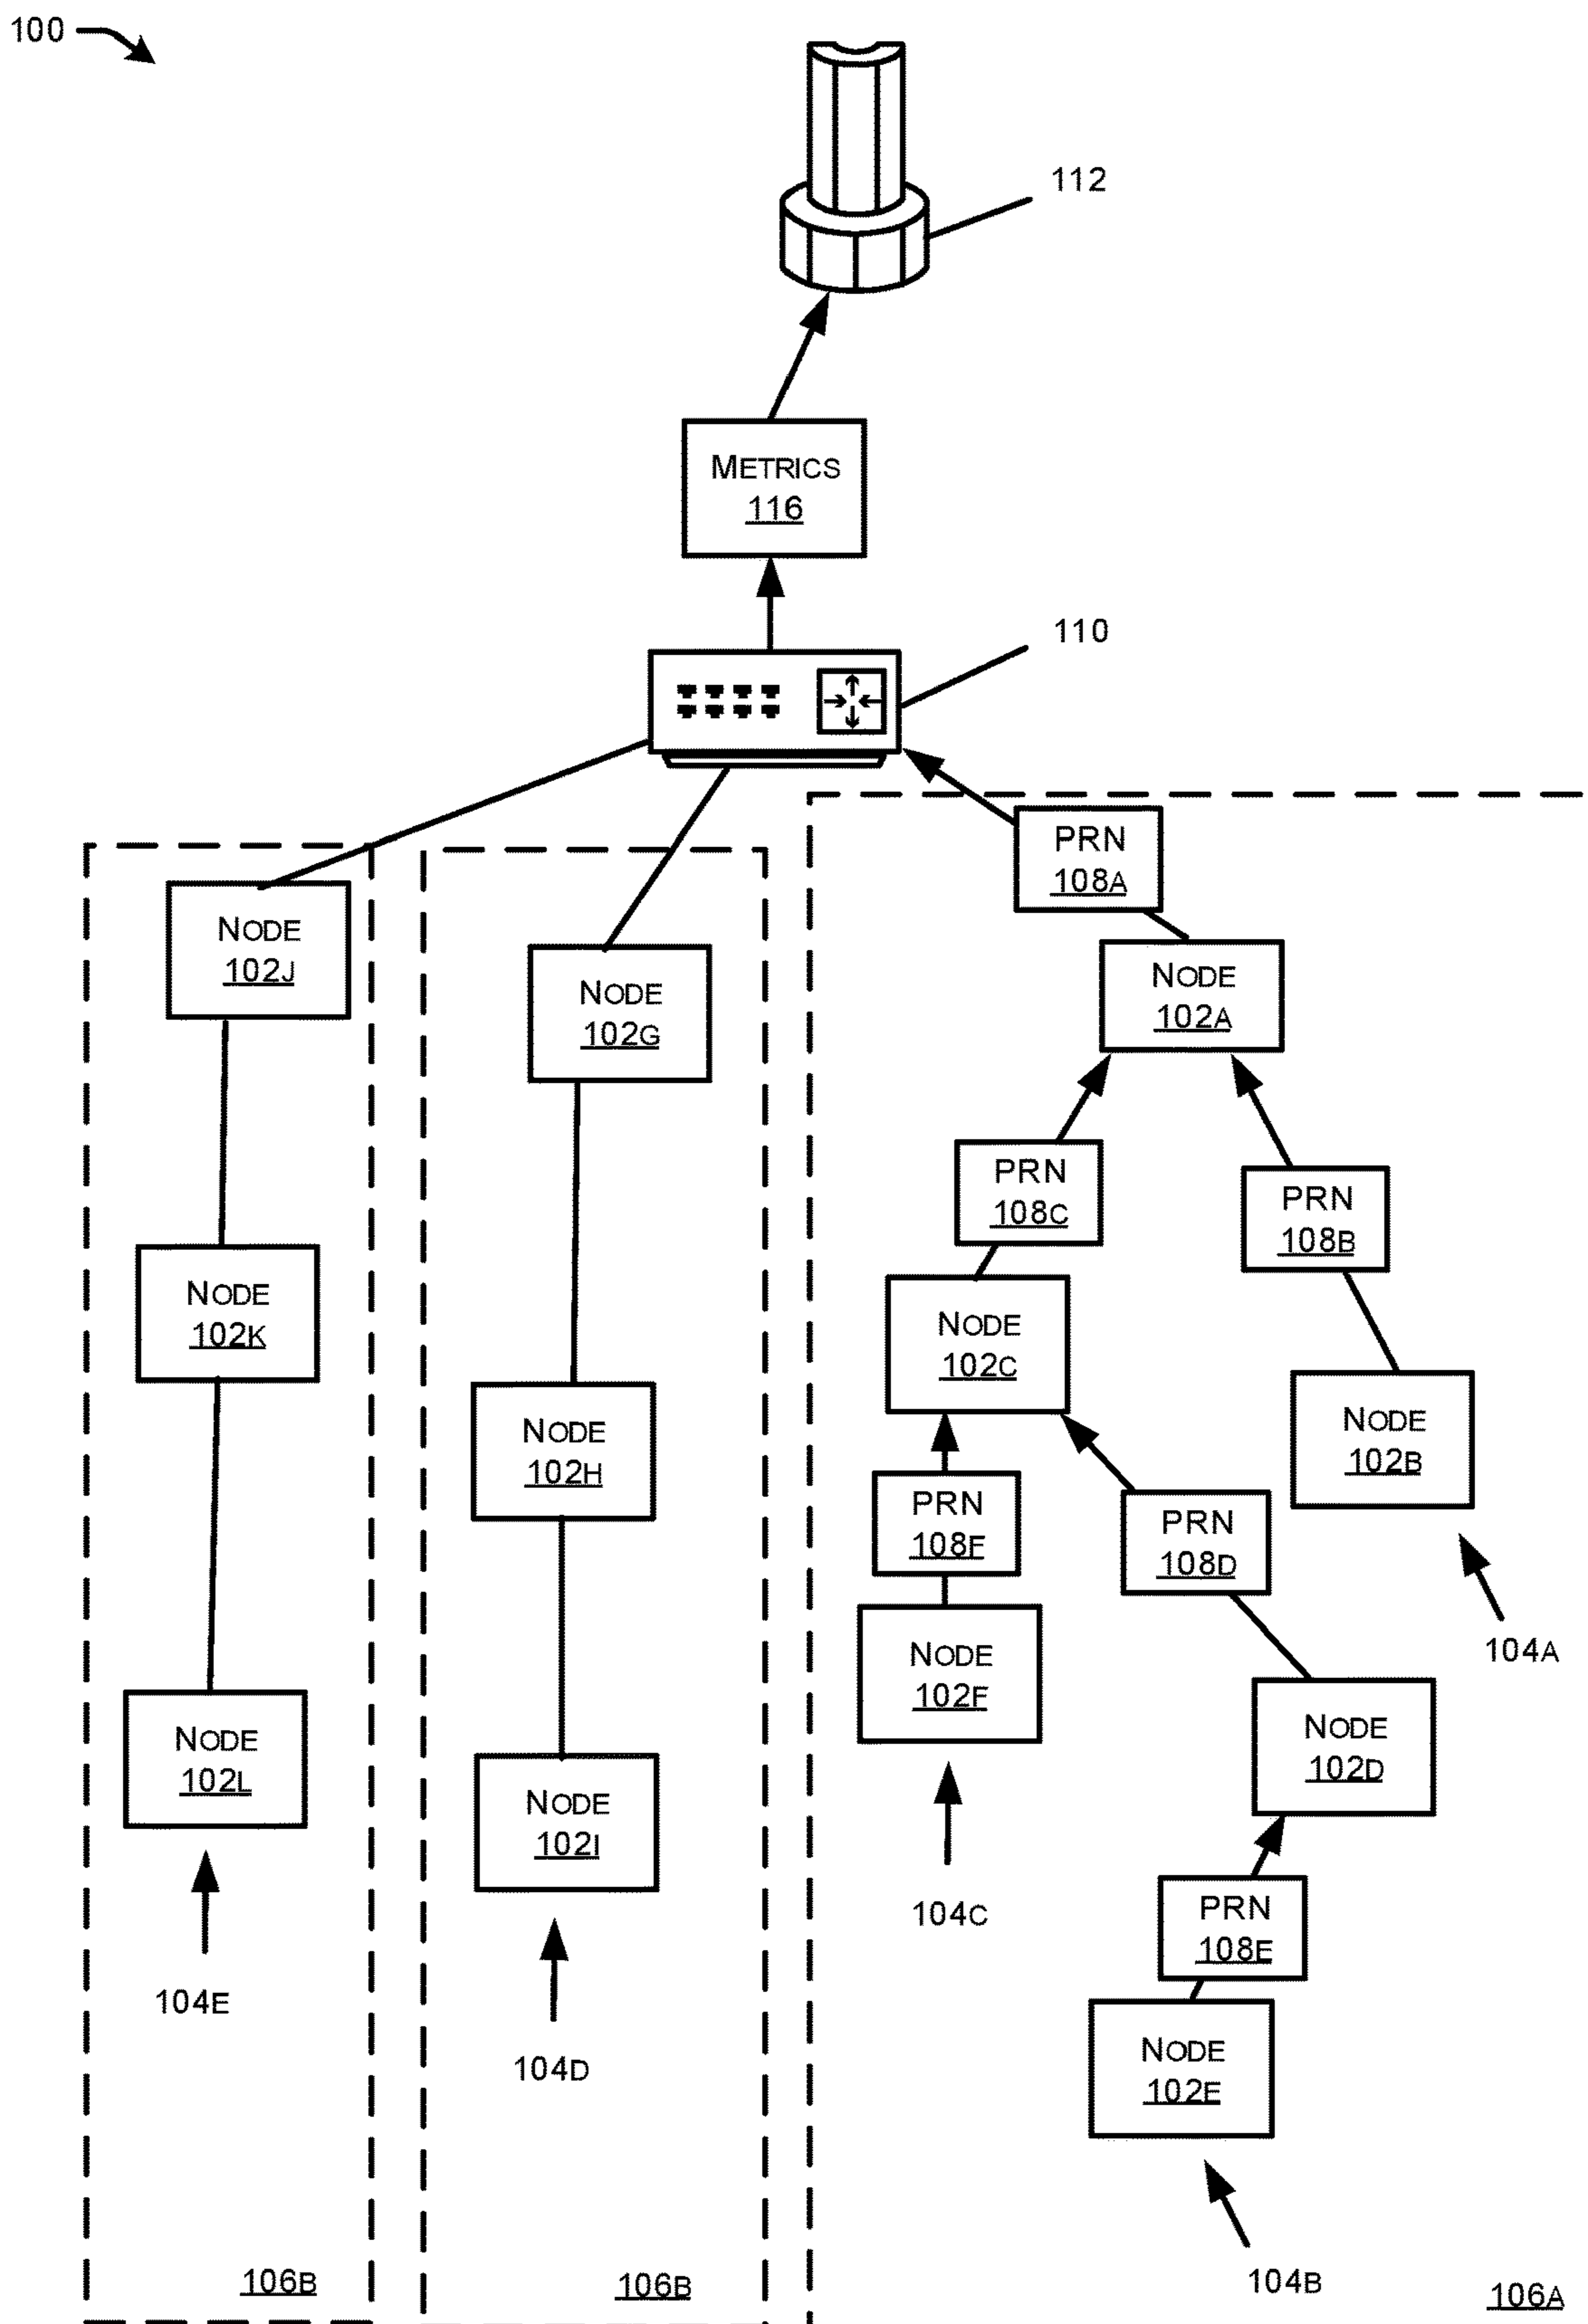 100
112
METRICS
116
110
PRN
108A
NODE
102J
NODE
102G
NODE
102A
PRN
108C
PRN
108B
NODE
102K
NODE
102C
NODE
102H
NODE
102B
PRN
108F
PRN
108D
104A
NODE
102F
NODE
102D
NODE
102L
NODE
102I
104C
PRN
108E
104E
104D
NODE
102E
104B
106B
106B
106A